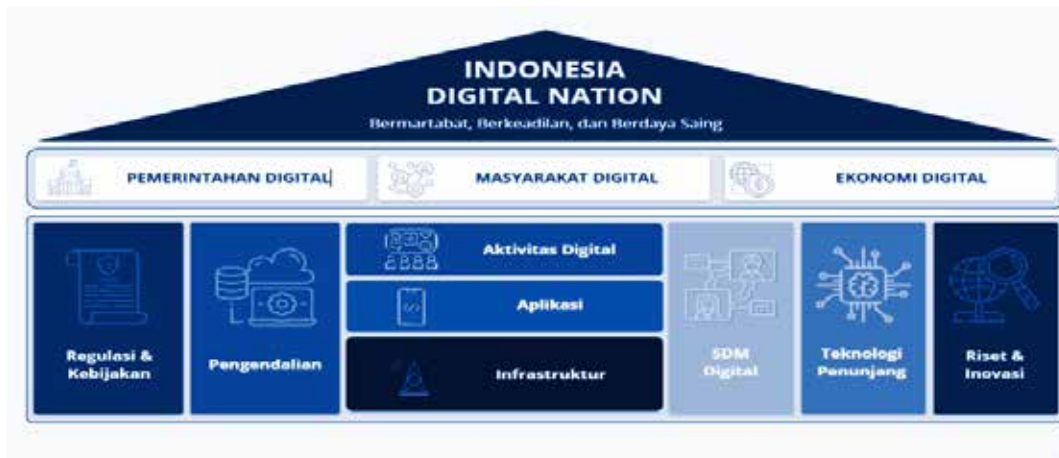 INDONESIA
DIGITAL NATION
Bermartabat, Berkeadilan, dan Berdaya Saing
PEMERINTAHAN DIGITAL
MASYARAKAT DIGITAL
EKONOMI DIGITAL
Regulasi &
Kebijakan
Pengendalian
Aktivitas Digital
Aplikasi
Infrastruktur
SDM
Digital
Teknologi
Penunjang
Riset &
Inovasi